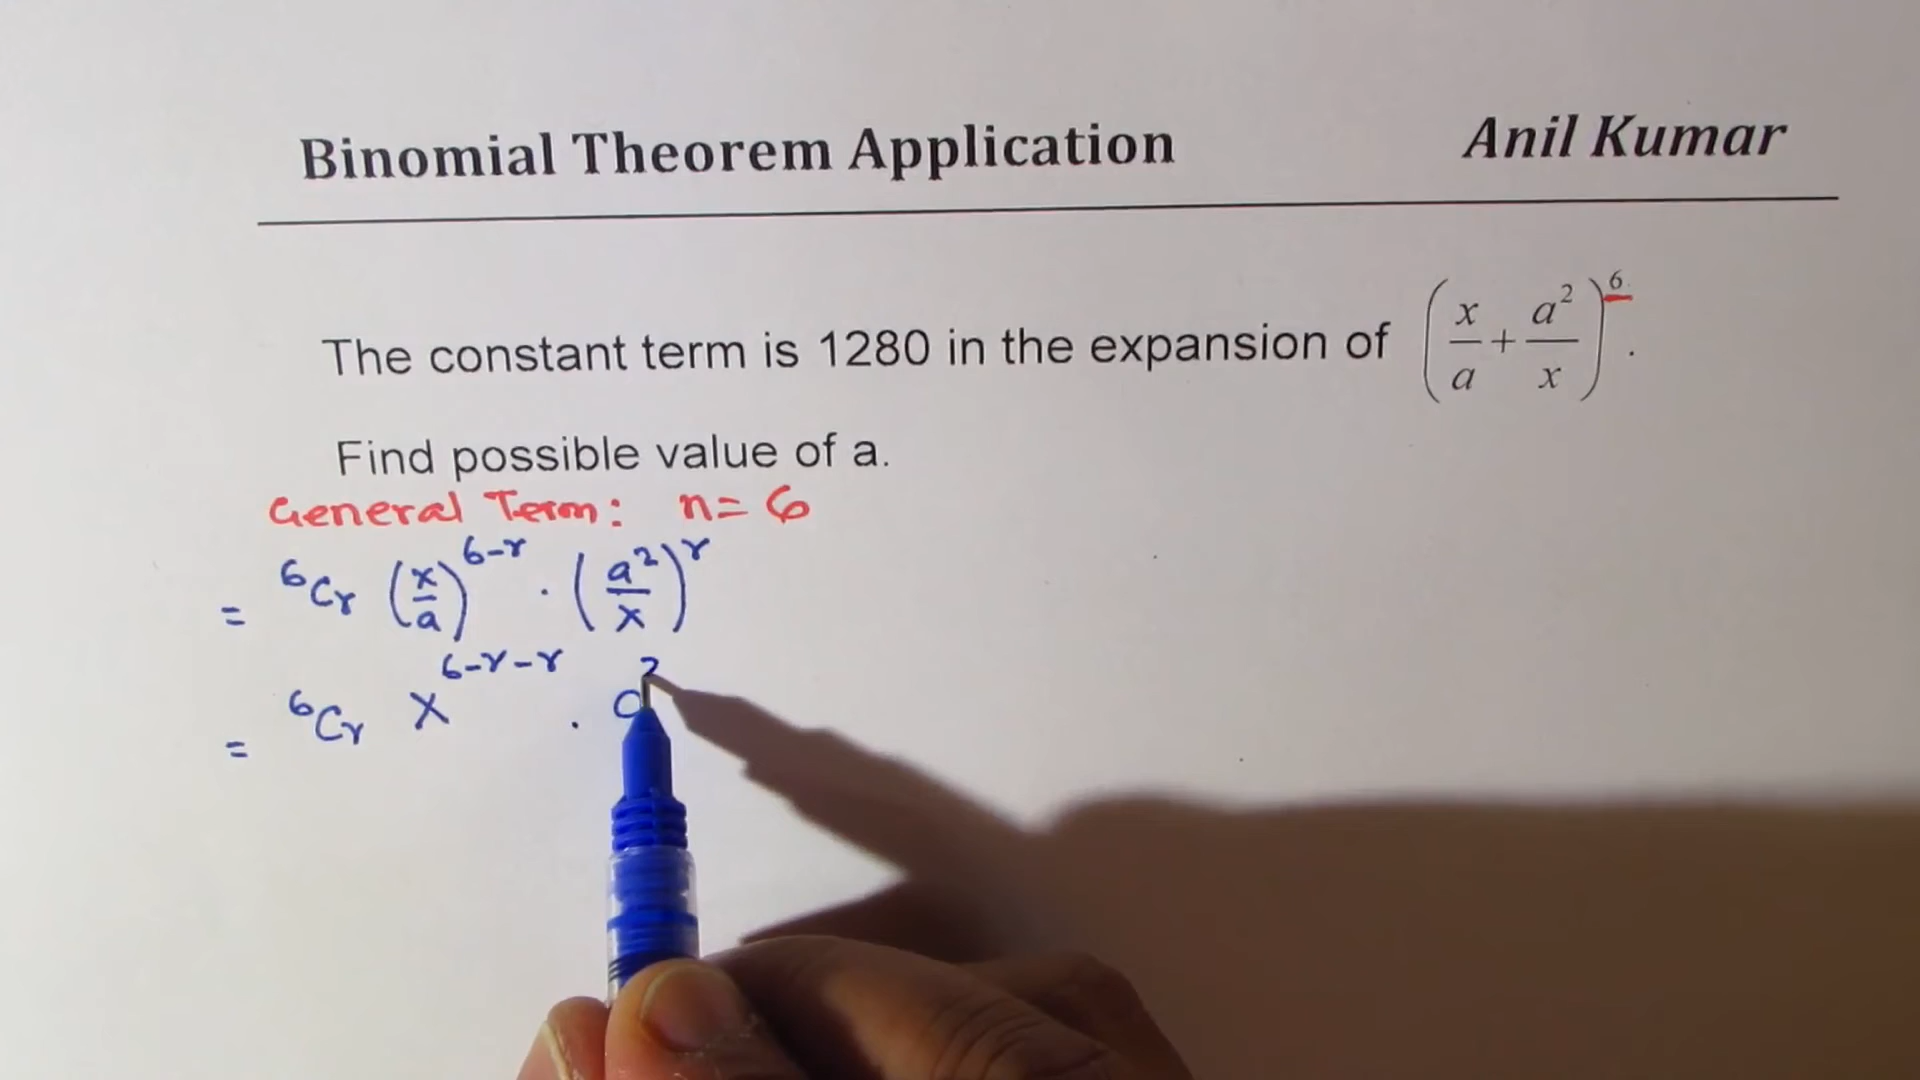 Binomial Theorem Application Anil Kumar
The constant term is 1280 in the expansion of (x/a + a²/x)⁶.
Find possible value of a.
General Term: n = 6
= ⁶Cr (x/a)^(6-r) · (a²/x)^r
= ⁶Cr x^(6-r-r) · a²